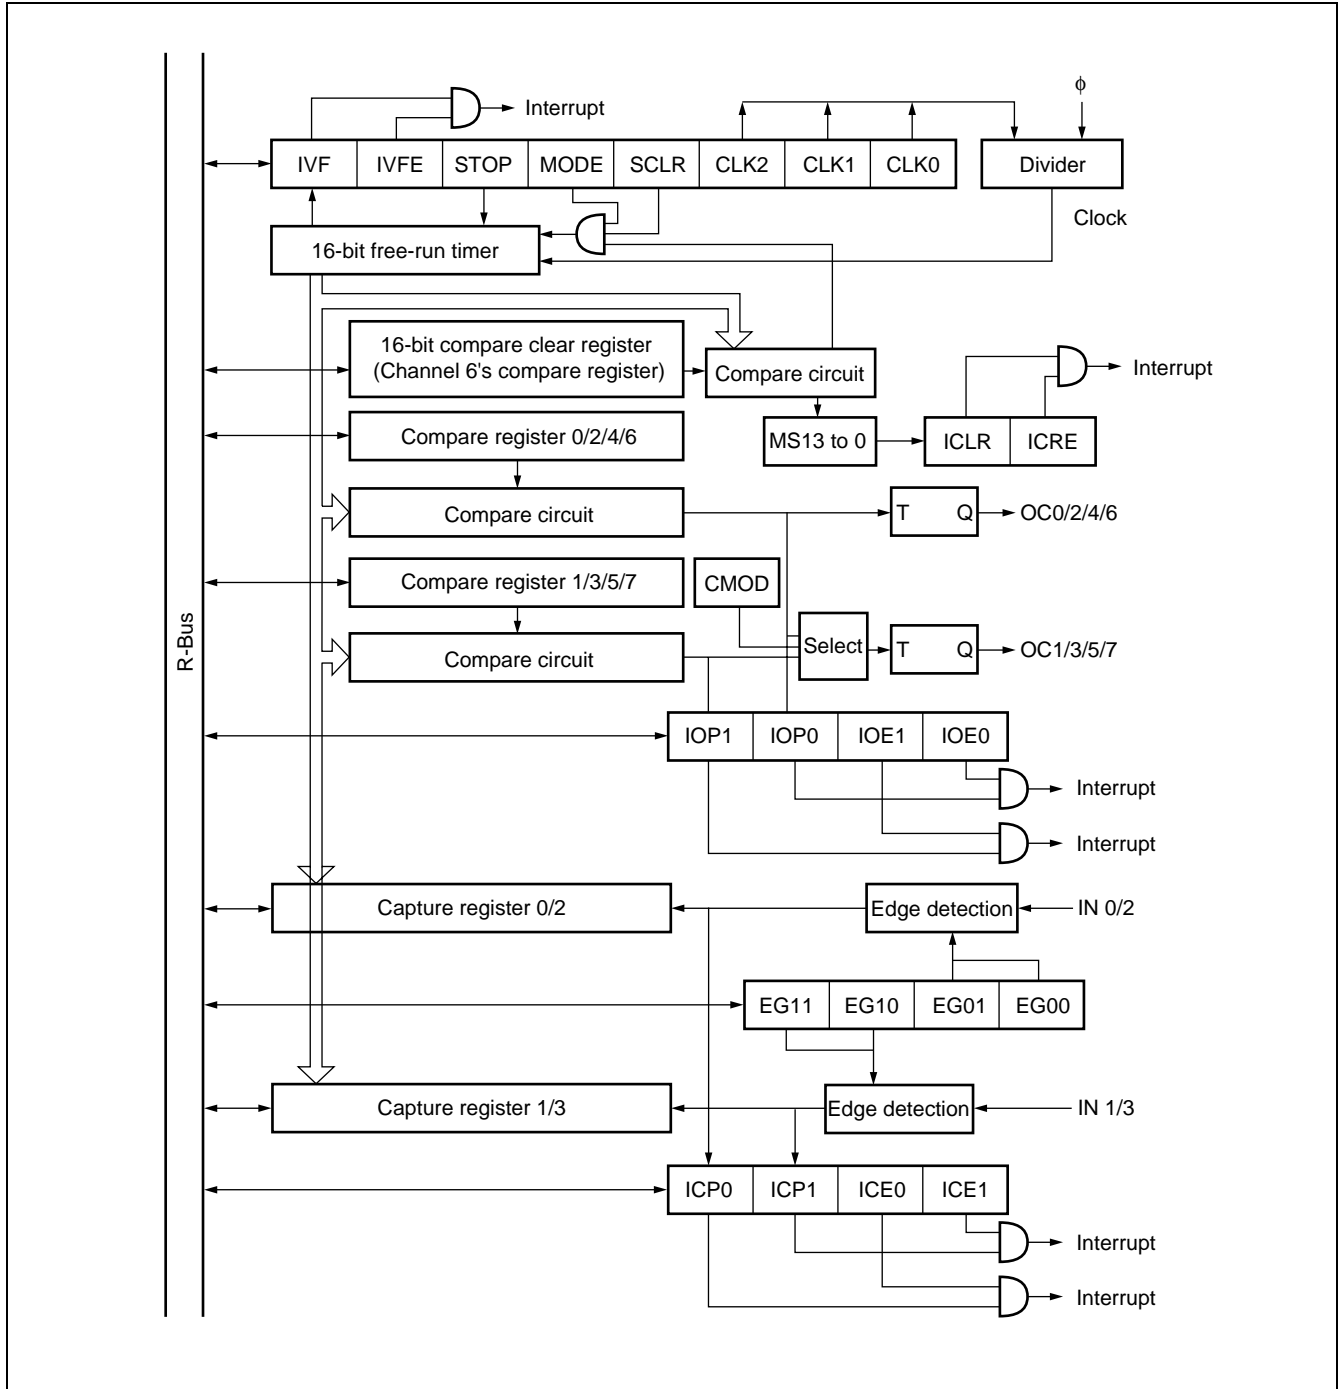 ϕ
Interrupt
IVF IVFE STOP MODE SCLR CLK2 CLK1 CLK0 Divider
Clock
16-bit free-run timer
16-bit compare clear register
(Channel 6's compare register)
Compare circuit
Interrupt
Compare register 0/2/4/6
MS13 to 0
ICLR ICRE
Compare circuit
T Q OC0/2/4/6
Compare register 1/3/5/7
CMOD
R-Bus
Compare circuit
Select
T Q OC1/3/5/7
IOP1 IOP0 IOE1 IOE0
Interrupt
Interrupt
Capture register 0/2
Edge detection
IN 0/2
EG11 EG10 EG01 EG00
Capture register 1/3
Edge detection
IN 1/3
ICP0 ICP1 ICE0 ICE1
Interrupt
Interrupt